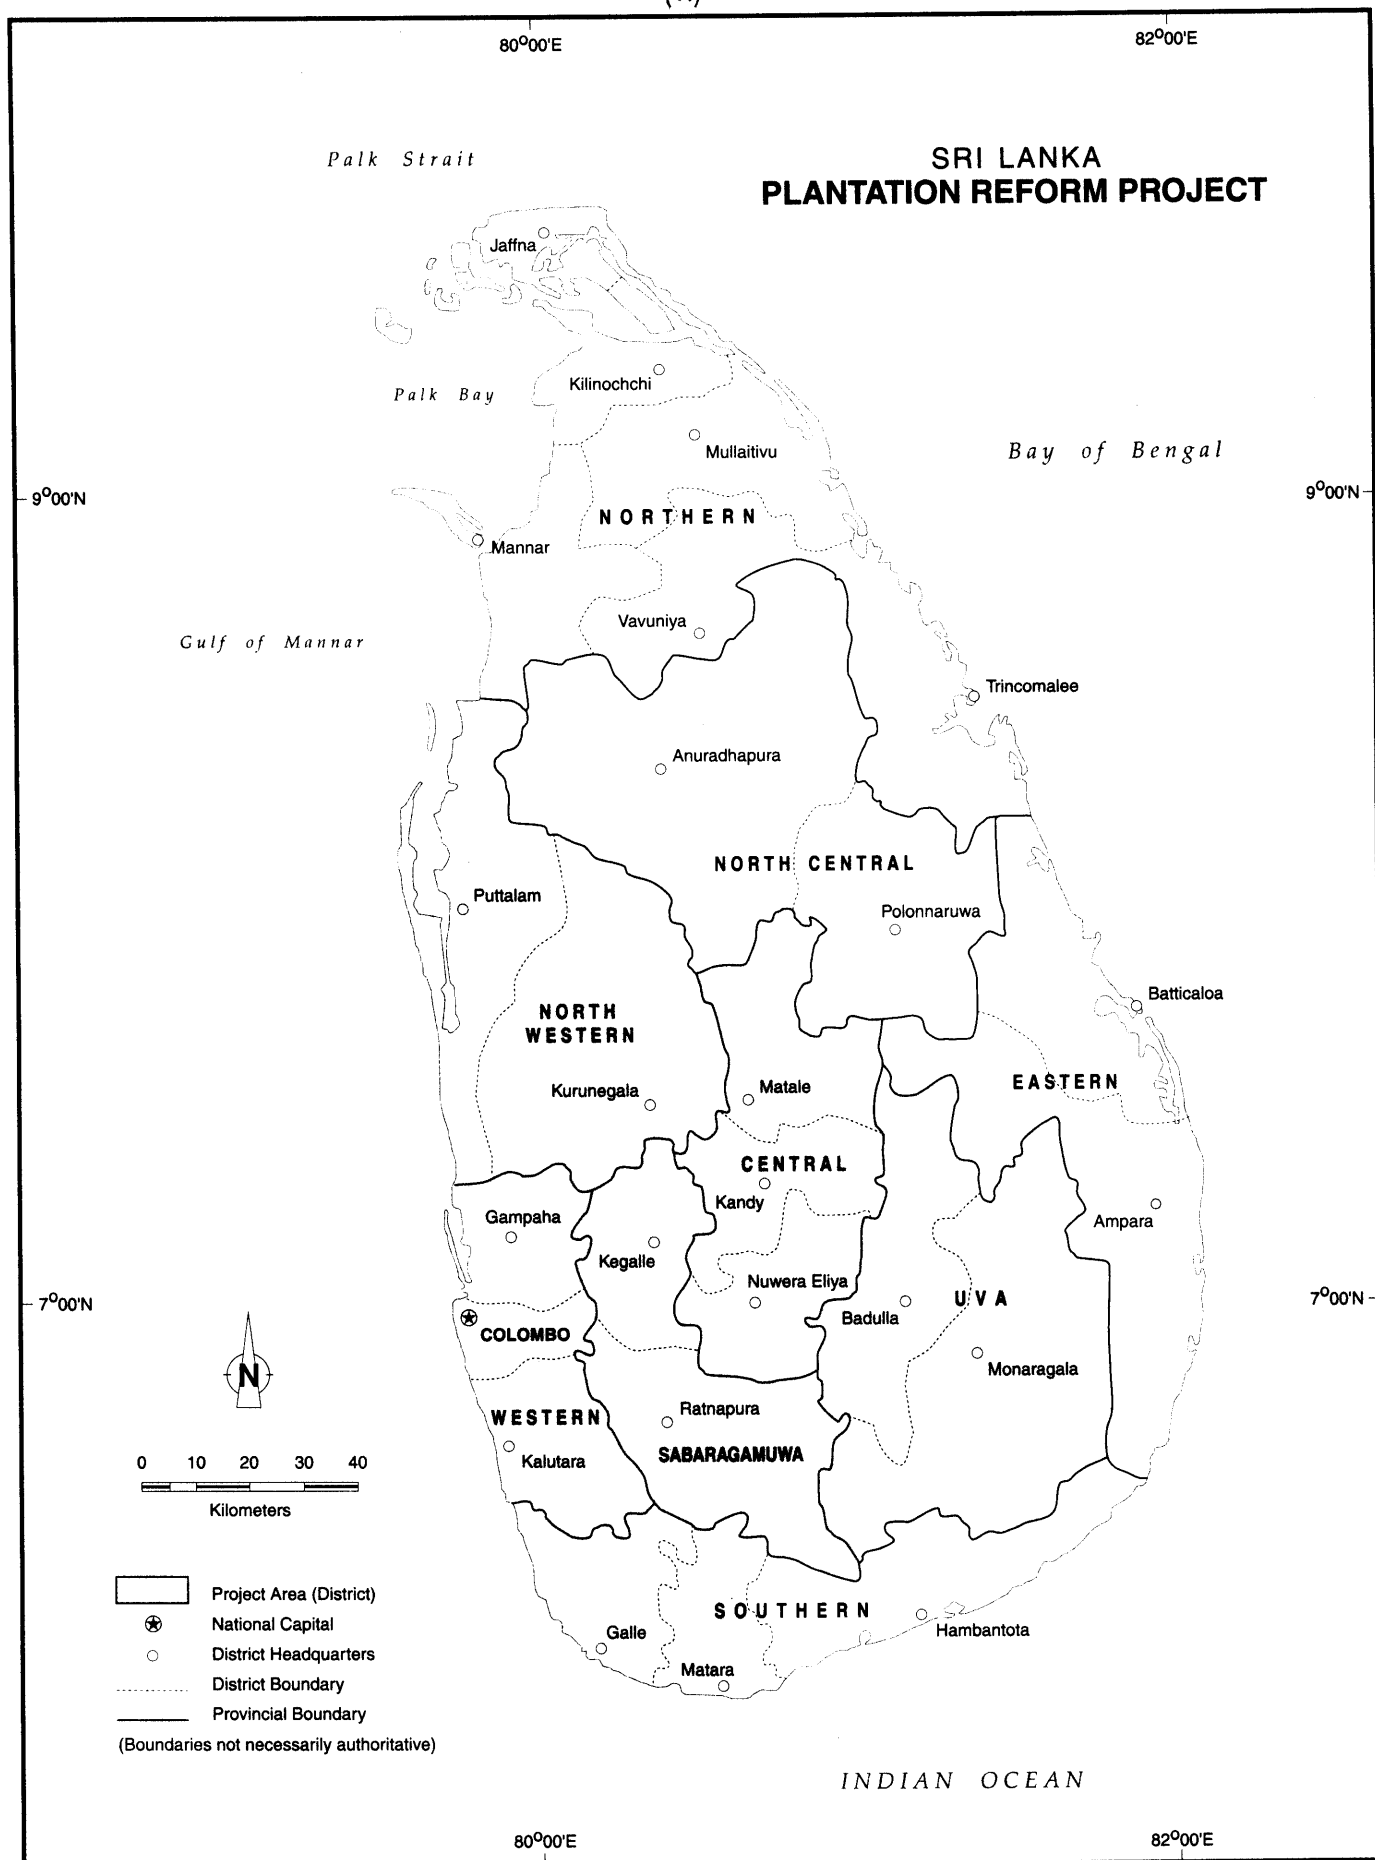 80°00'E
82°00'E
Palk Strait
SRI LANKA
PLANTATION REFORM PROJECT
Jaffna
Kilinochchi
Palk Bay
Mullaitivu
Bay of Bengal
9°00'N
9°00'N
NORTHERN
Mannar
Vavuniya
Gulf of Mannar
Trincomalee
Anuradhapura
NORTH CENTRAL
Puttalam
Polonnaruwa
Batticaloa
NORTH
WESTERN
EASTERN
Kurunegala
Matale
CENTRAL
Kandy
Gampaha
Ampara
Kegalle
Nuwera Eliya
7°00'N
UVA
7°00'N
Badulla
COLOMBO
Monaragala
N
Ratnapura
WESTERN
SABARAGAMUWA
Kalutara
0 10 20 30 40
Kilometers
Project Area (District)
National Capital
District Headquarters
District Boundary
Provincial Boundary
(Boundaries not necessarily authoritative)
SOUTHERN
Galle
Hambantota
Matara
INDIAN OCEAN
80°00'E
82°00'E